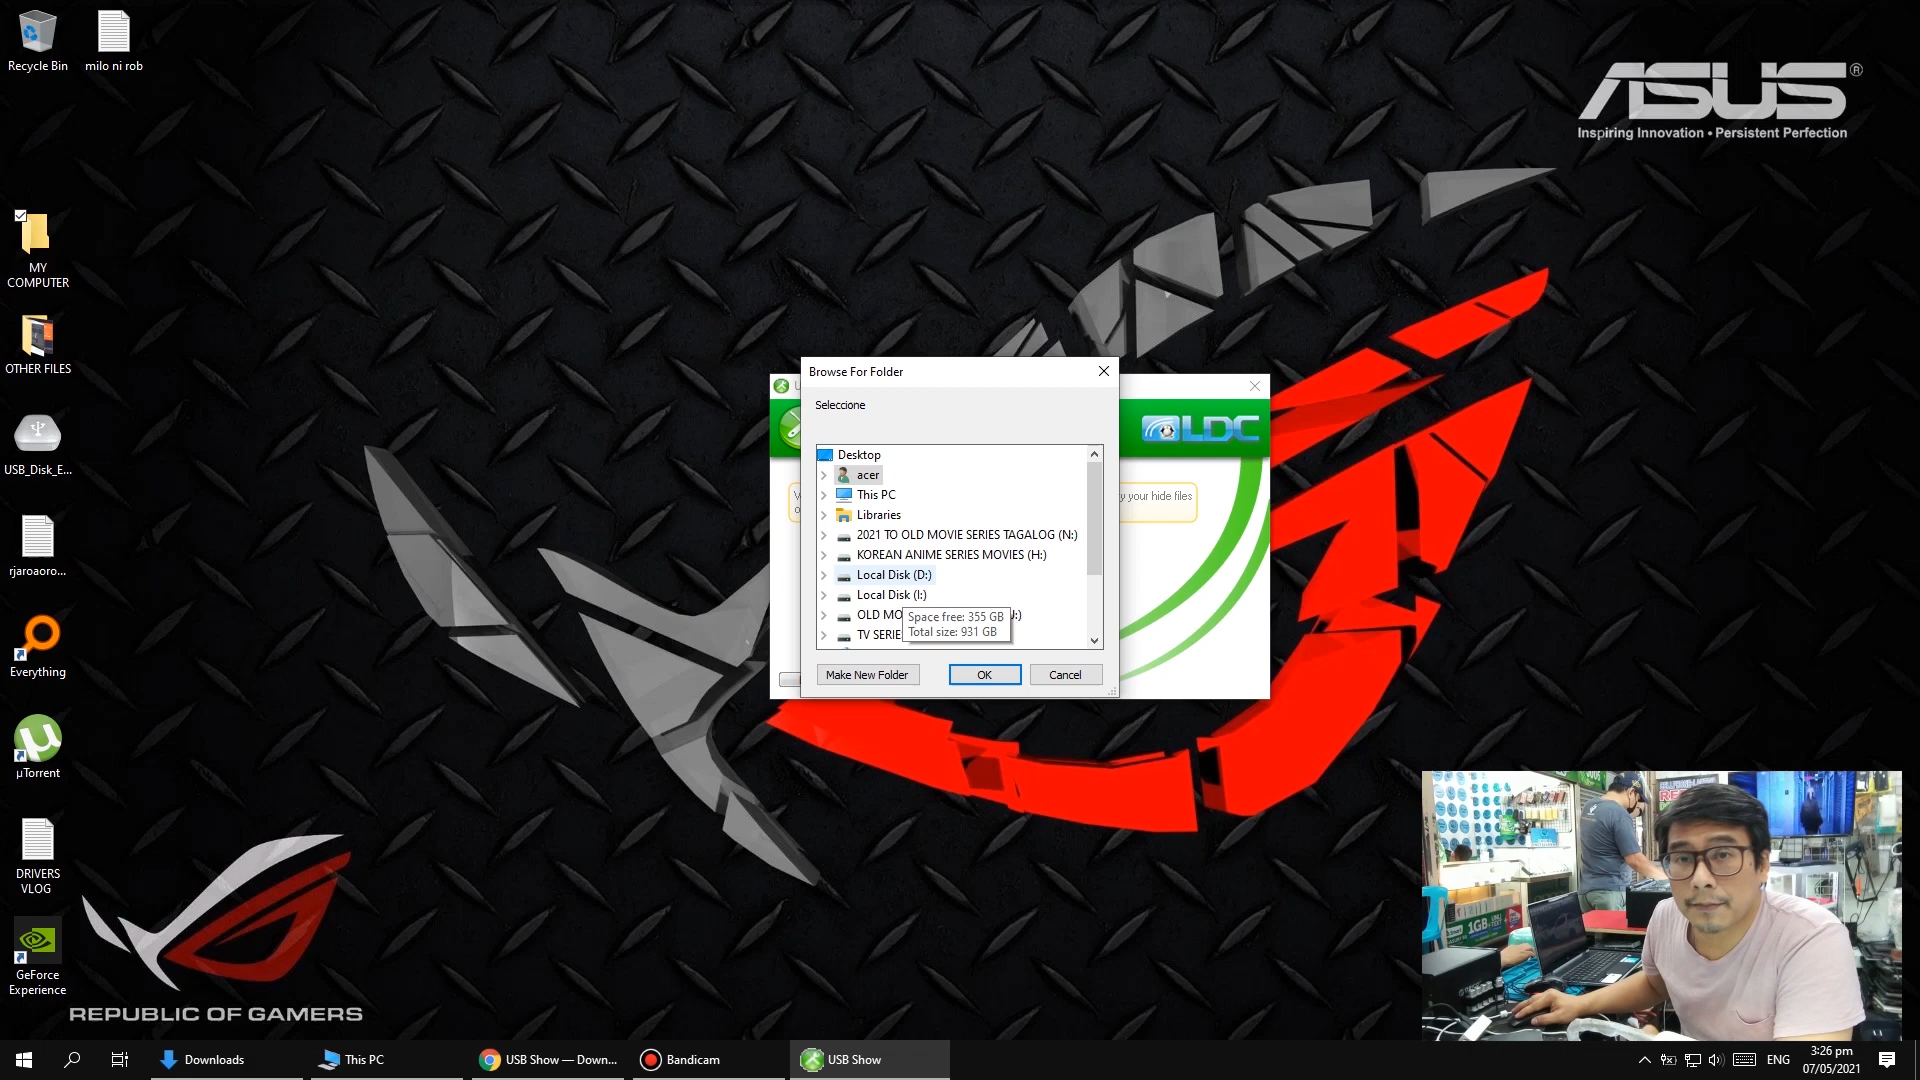 Recycle Bin
milo ni rob
ASUS®
Inspiring Innovation • Persistent Perfection
MY
COMPUTER
OTHER FILES
USB_Disk_E...
rjaroaoro...
Everything
µTorrent
DRIVERS
VLOG
GeForce
Experience
REPUBLIC OF GAMERS
Browse For Folder
Seleccione
Desktop
acer
This PC
Libraries
2021 TO OLD MOVIE SERIES TAGALOG (N:)
KOREAN ANIME SERIES MOVIES (H:)
Local Disk (D:)
Local Disk (I:)
OLD MO
Space free: 355 GB
Total size: 931 GB
TV SERIE
Make New Folder
OK
Cancel
LDC
y your hide files
1GB
Downloads
This PC
USB Show — Down...
Bandicam
USB Show
ENG
3:26 pm
07/05/2021